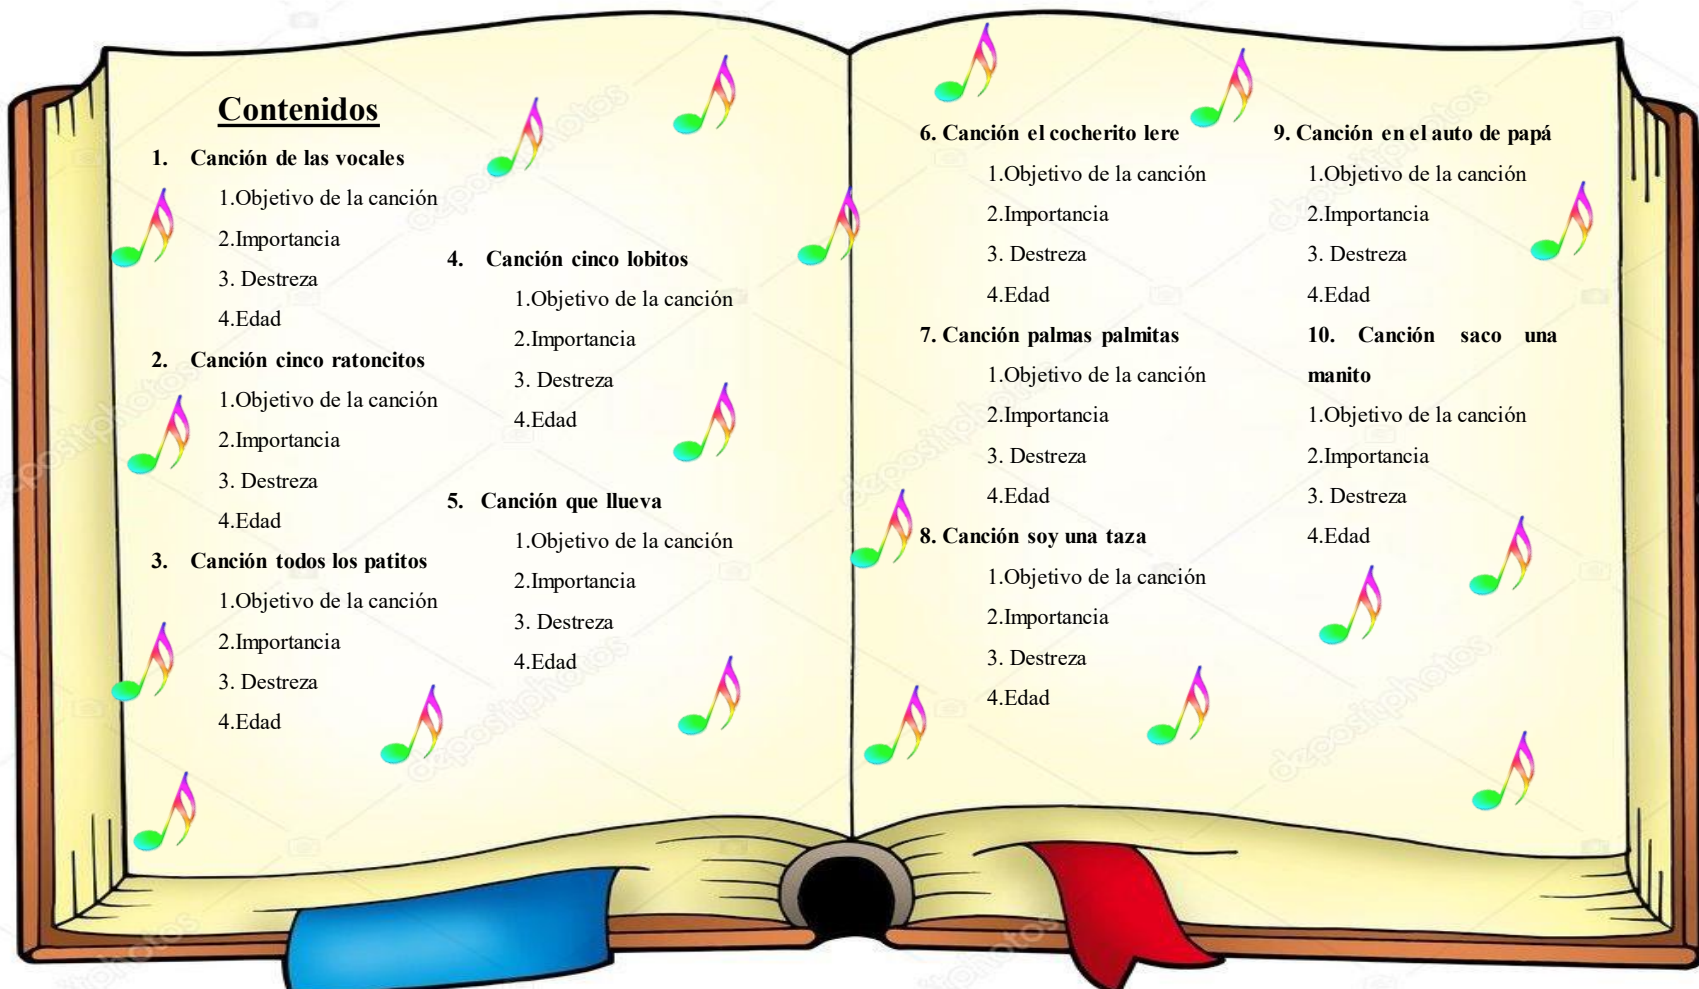 Contenidos
1. Canción de las vocales
1.Objetivo de la canción
2.Importancia
3. Destreza
4.Edad
2. Canción cinco ratoncitos
1.Objetivo de la canción
2.Importancia
3. Destreza
4.Edad
3. Canción todos los patitos
1.Objetivo de la canción
2.Importancia
3. Destreza
4.Edad
4. Canción cinco lobitos
1.Objetivo de la canción
2.Importancia
3. Destreza
4.Edad
5. Canción que llueva
1.Objetivo de la canción
2.Importancia
3. Destreza
4.Edad
6. Canción el cocherito lere
1.Objetivo de la canción
2.Importancia
3. Destreza
4.Edad
7. Canción palmas palmitas
1.Objetivo de la canción
2.Importancia
3. Destreza
4.Edad
8. Canción soy una taza
1.Objetivo de la canción
2.Importancia
3. Destreza
4.Edad
9. Canción en el auto de papá
1.Objetivo de la canción
2.Importancia
3. Destreza
4.Edad
10. Canción saco una
manito
1.Objetivo de la canción
2.Importancia
3. Destreza
4.Edad
depositphotos